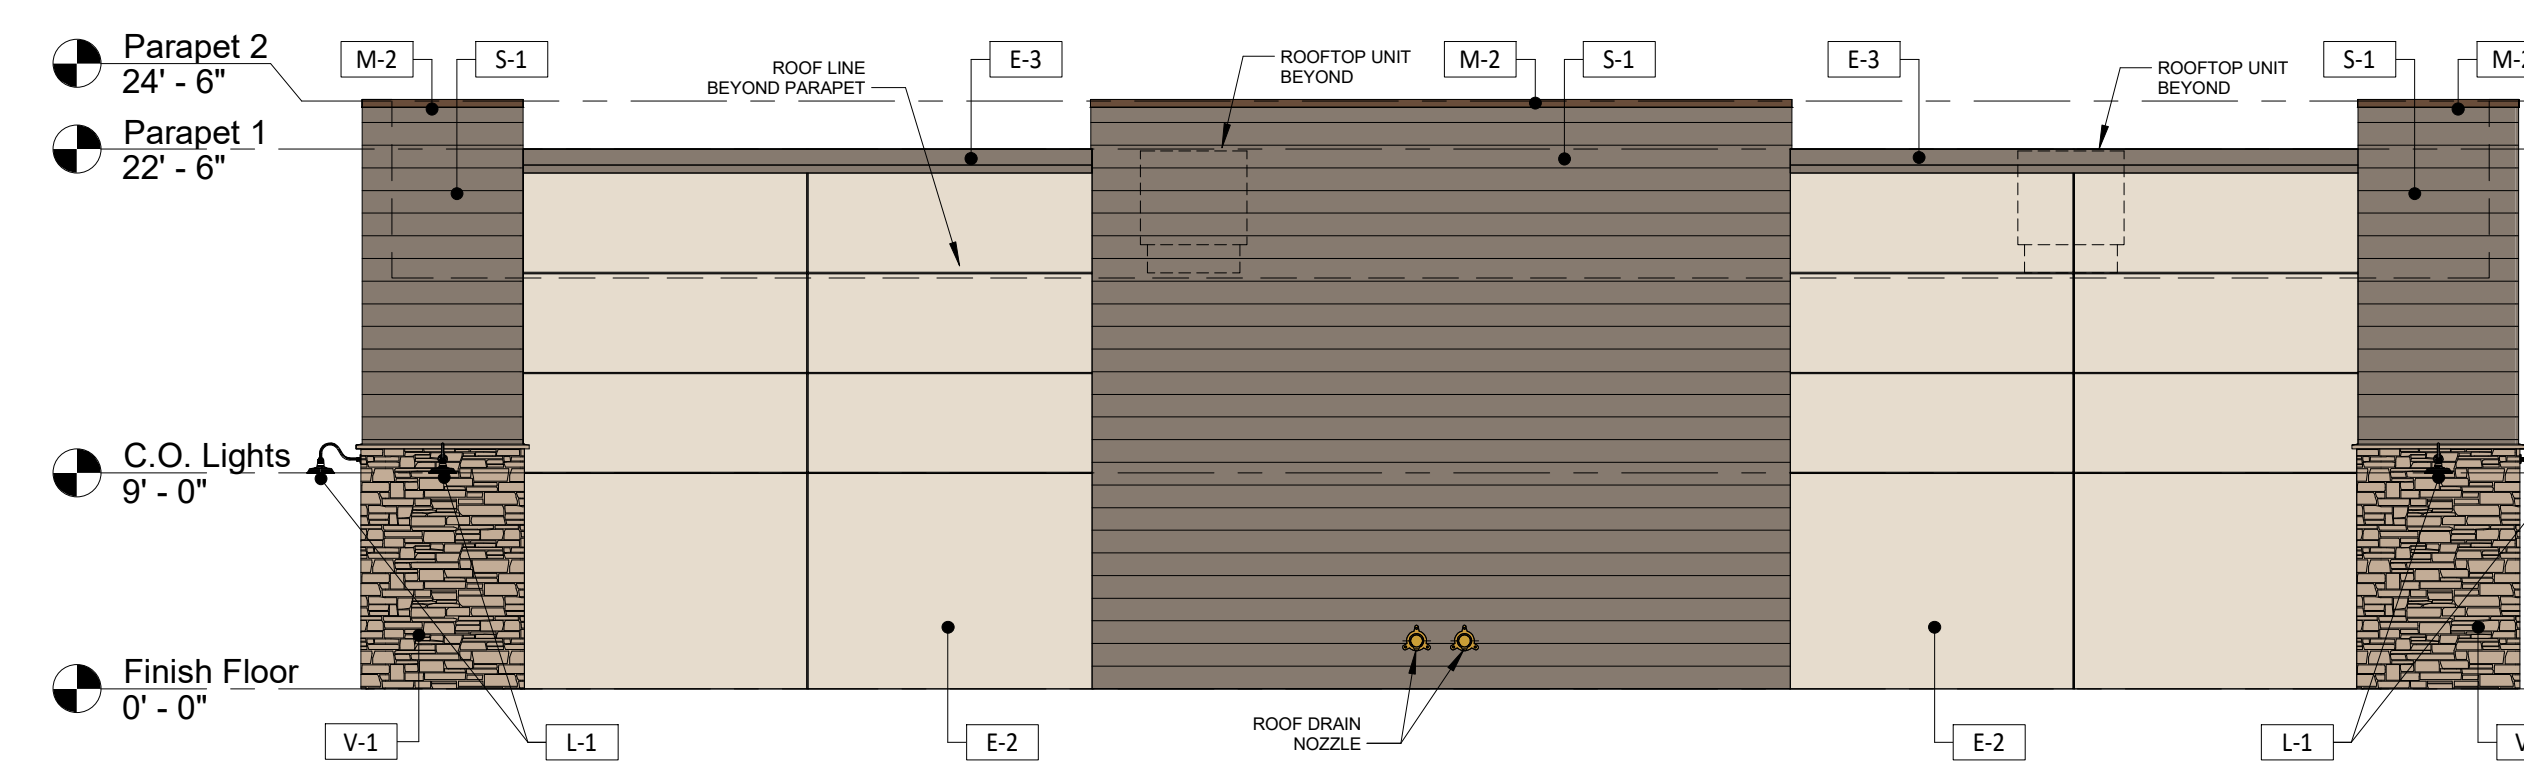 Parapet 2
24' - 6"
M-2
S-1
ROOF LINE
BEYOND PARAPET
E-3
ROOFTOP UNIT
BEYOND
M-2
S-1
E-3
ROOFTOP UNIT
BEYOND
S-1
M-2
Parapet 1
22' - 6"
C.O. Lights
9' - 0"
Finish Floor
0' - 0"
V-1
L-1
E-2
ROOF DRAIN
NOZZLE
E-2
L-1
V